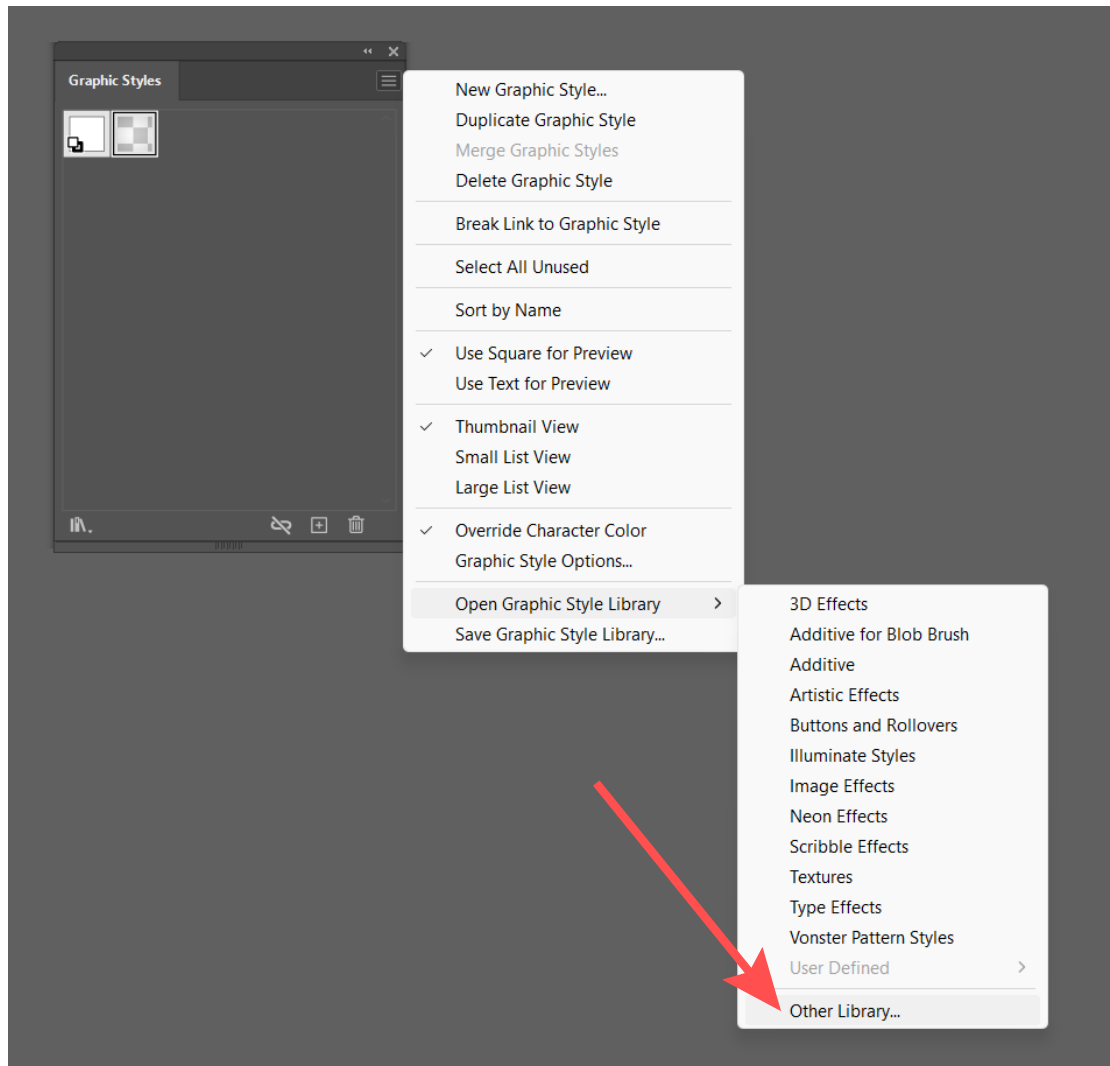 Graphic Styles
New Graphic Style...
Duplicate Graphic Style
Merge Graphic Styles
Delete Graphic Style
Break Link to Graphic Style
Select All Unused
Sort by Name
Use Square for Preview
Use Text for Preview
Thumbnail View
Small List View
Large List View
Override Character Color
Graphic Style Options...
Open Graphic Style Library
Save Graphic Style Library...
3D Effects
Additive for Blob Brush
Additive
Artistic Effects
Buttons and Rollovers
Illuminate Styles
Image Effects
Neon Effects
Scribble Effects
Textures
Type Effects
Vonster Pattern Styles
User Defined
Other Library...